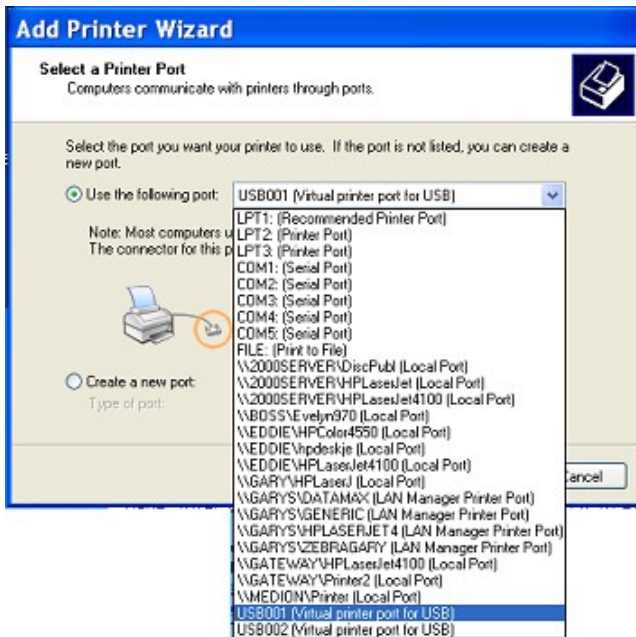 Add Printer Wizard
Select a Printer Port
Computers communicate with printers through ports.
Select the port you want your printer to use. If the port is not listed, you can create a
new port.
Use the following port: USB001 (Virtual printer port for USB)
Note: Most computers u
The connector for this p
LPT1: (Recommended Printer Port)
LPT2: (Printer Port)
LPT3: (Printer Port)
COM1: (Serial Port)
COM2: (Serial Port)
COM3: (Serial Port)
COM4: (Serial Port)
COM5: (Serial Port)
FILE: (Print to File)
\\2000SERVER\DiscPubl (Local Port)
\\2000SERVER\HPLaserJet (Local Port)
\\2000SERVER\HPLaserJet4100 (Local Port)
\\BOSS\Evelyn970 (Local Port)
\\EDDIE\HPColor4550 (Local Port)
\\EDDIE\hpdeskje (Local Port)
\\EDDIE\HPLaserJet4100 (Local Port)
\\GARY\HPLaserJ (Local Port)
\\GARYS\DATAMAX (LAN Manager Printer Port)
\\GARYS\GENERIC (LAN Manager Printer Port)
\\GARYS\HPLASERJET4 (LAN Manager Printer Port)
\\GARYS\ZEBRAGARY (LAN Manager Printer Port)
\\GATEWAY\HPLaserJet4100 (Local Port)
\\GATEWAY\Printer2 (Local Port)
\\MEDION\Printer (Local Port)
USB001 (Virtual printer port for USB)
USB002 (Virtual printer port for USB)
Create a new port:
Type of port:
Cancel